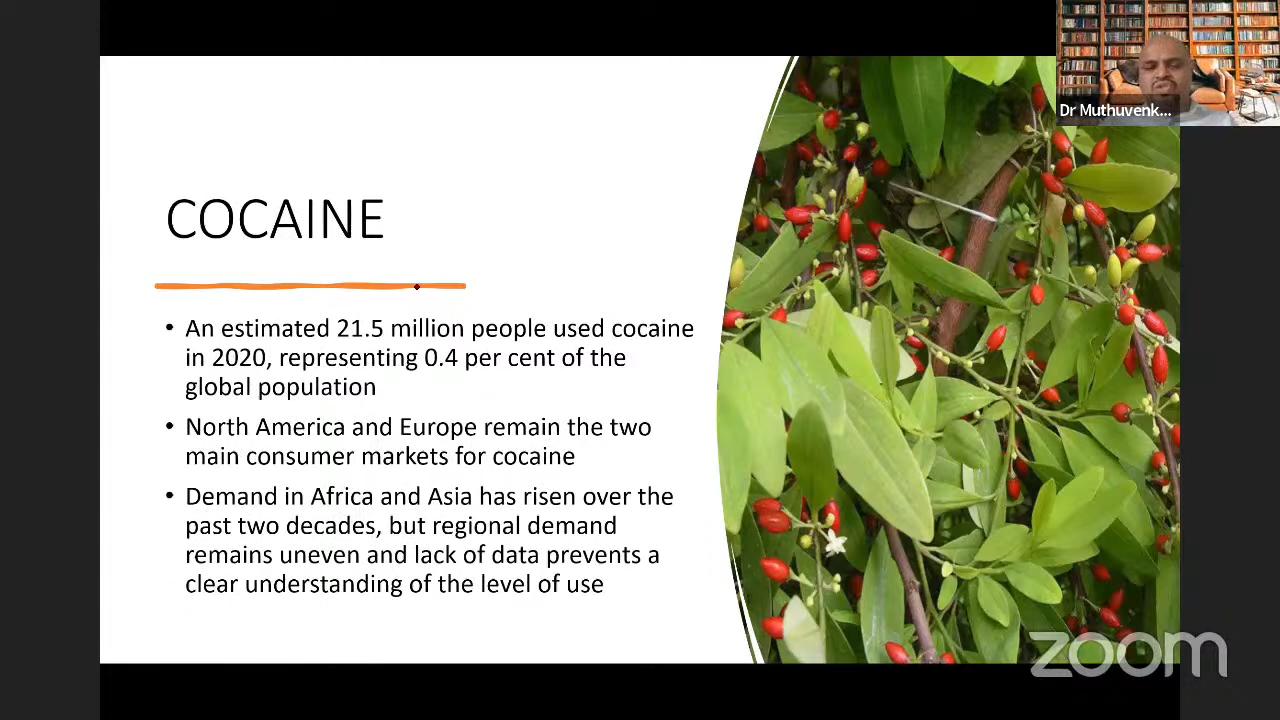 Dr Muthuvenk...
COCAINE
• An estimated 21.5 million people used cocaine
in 2020, representing 0.4 per cent of the
global population
• North America and Europe remain the two
main consumer markets for cocaine
• Demand in Africa and Asia has risen over the
past two decades, but regional demand
remains uneven and lack of data prevents a
clear understanding of the level of use
zoom